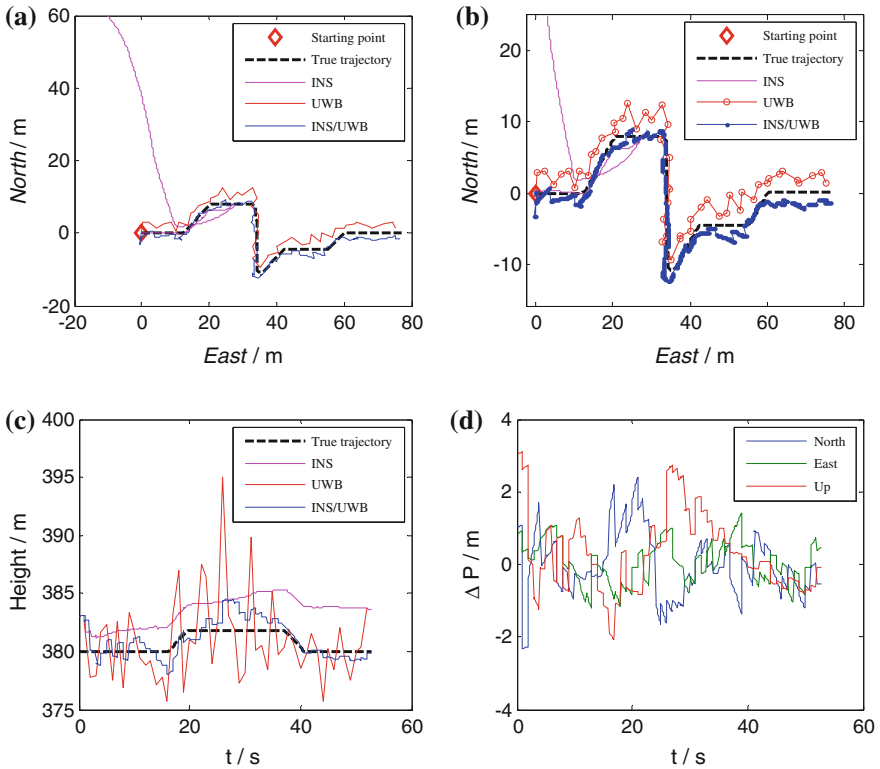 (a)
60
40
20
0
-20
North / m
-20
0
20
40
60
80
East / m
Starting point
True trajectory
INS
UWB
INS/UWB
(b)
20
10
0
-10
North / m
0
20
40
60
80
East / m
Starting point
True trajectory
INS
UWB
INS/UWB
(c)
400
395
390
385
380
375
Height / m
0
20
40
60
t / s
True trajectory
INS
UWB
INS/UWB
(d)
4
2
0
-2
-4
Δ P / m
0
20
40
60
t / s
North
East
Up